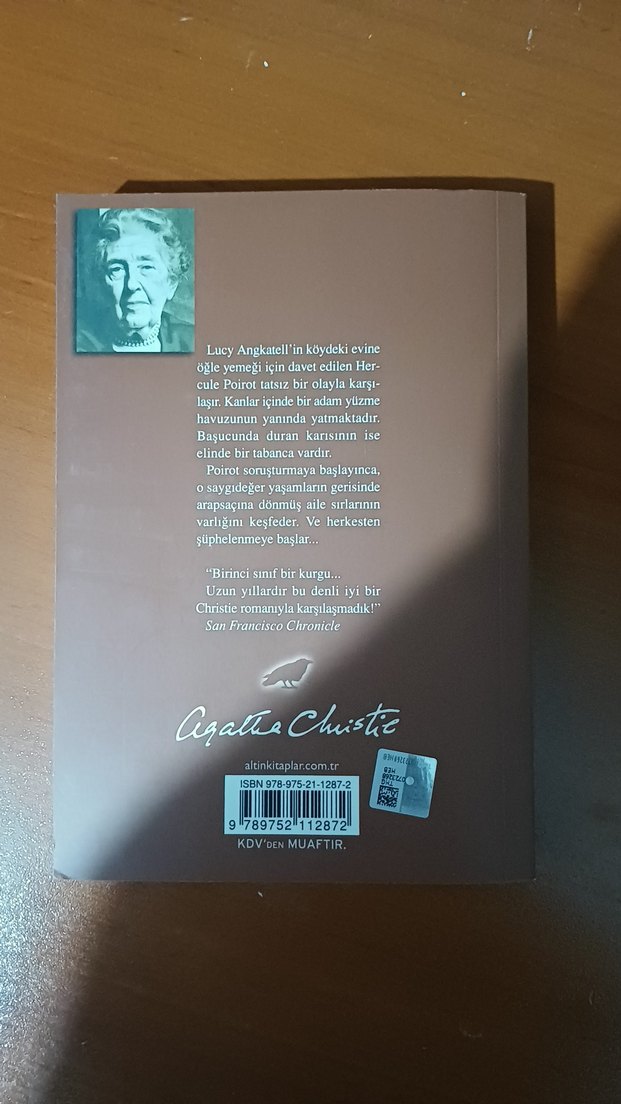 Lucy Angkatell'in köydeki evine
öğle yemeği için davet edilen Her-
cule Poirot tatsız bir olayla karşı-
laşır. Kanlar içinde bir adam yüzme
havuzunun yanında yatmaktadır.
Başucunda duran karısının ise
elinde bir tabanca vardır.
Poirot soruşturmaya başlayınca,
o saygıdeğer yaşamların gerisinde
arapsaçına dönmüş aile sırlarının
varlığını keşfeder. Ve herkesten
şüphelenmeye başlar...
“Birinci sınıf bir kurgu...
Uzun yıllardır bu denli iyi bir
Christie romanıyla karşılaşmadık!”
San Francisco Chronicle
Agatha Christie
altinkitaplar.com.tr
ISBN 978-975-21-1287-2
9 789752 112872
KDV'DEN MUAFTIR.